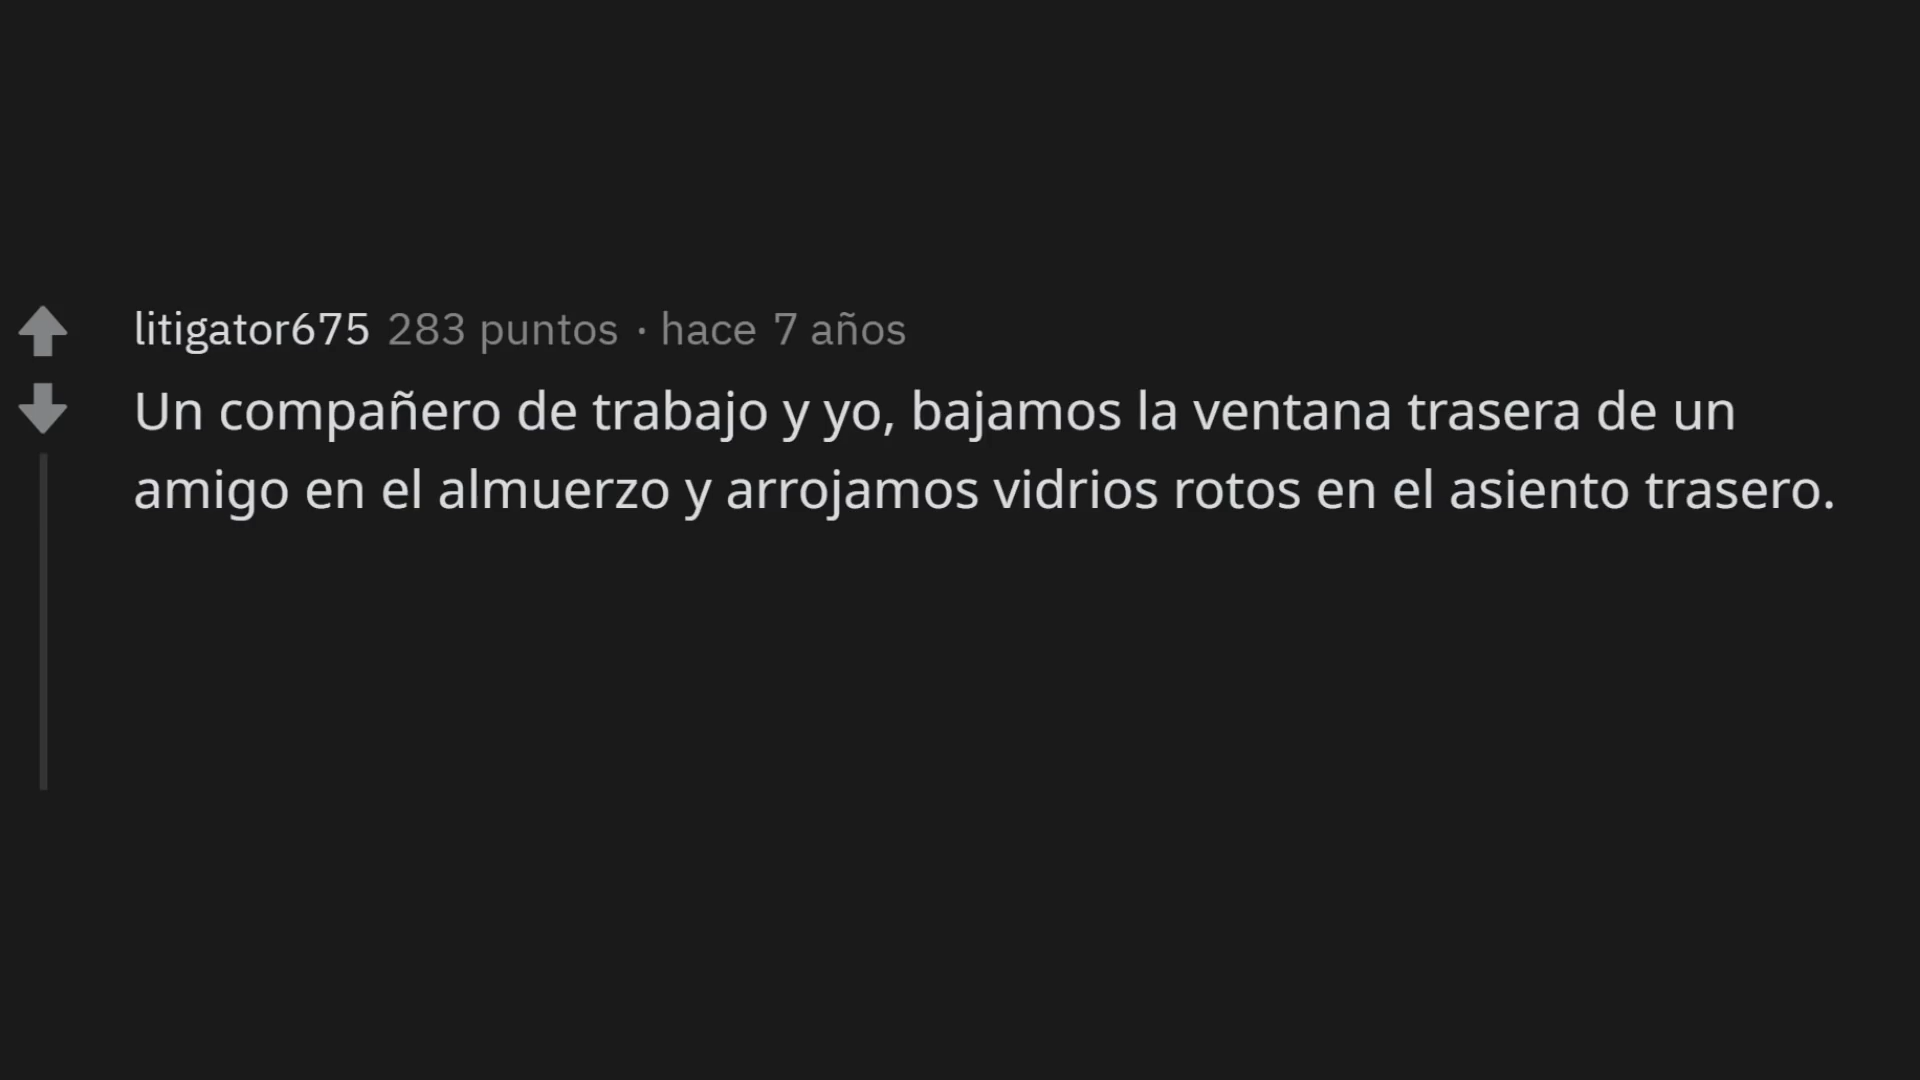 litigator675 283 puntos · hace 7 años
Un compañero de trabajo y yo, bajamos la ventana trasera de un
amigo en el almuerzo y arrojamos vidrios rotos en el asiento trasero.